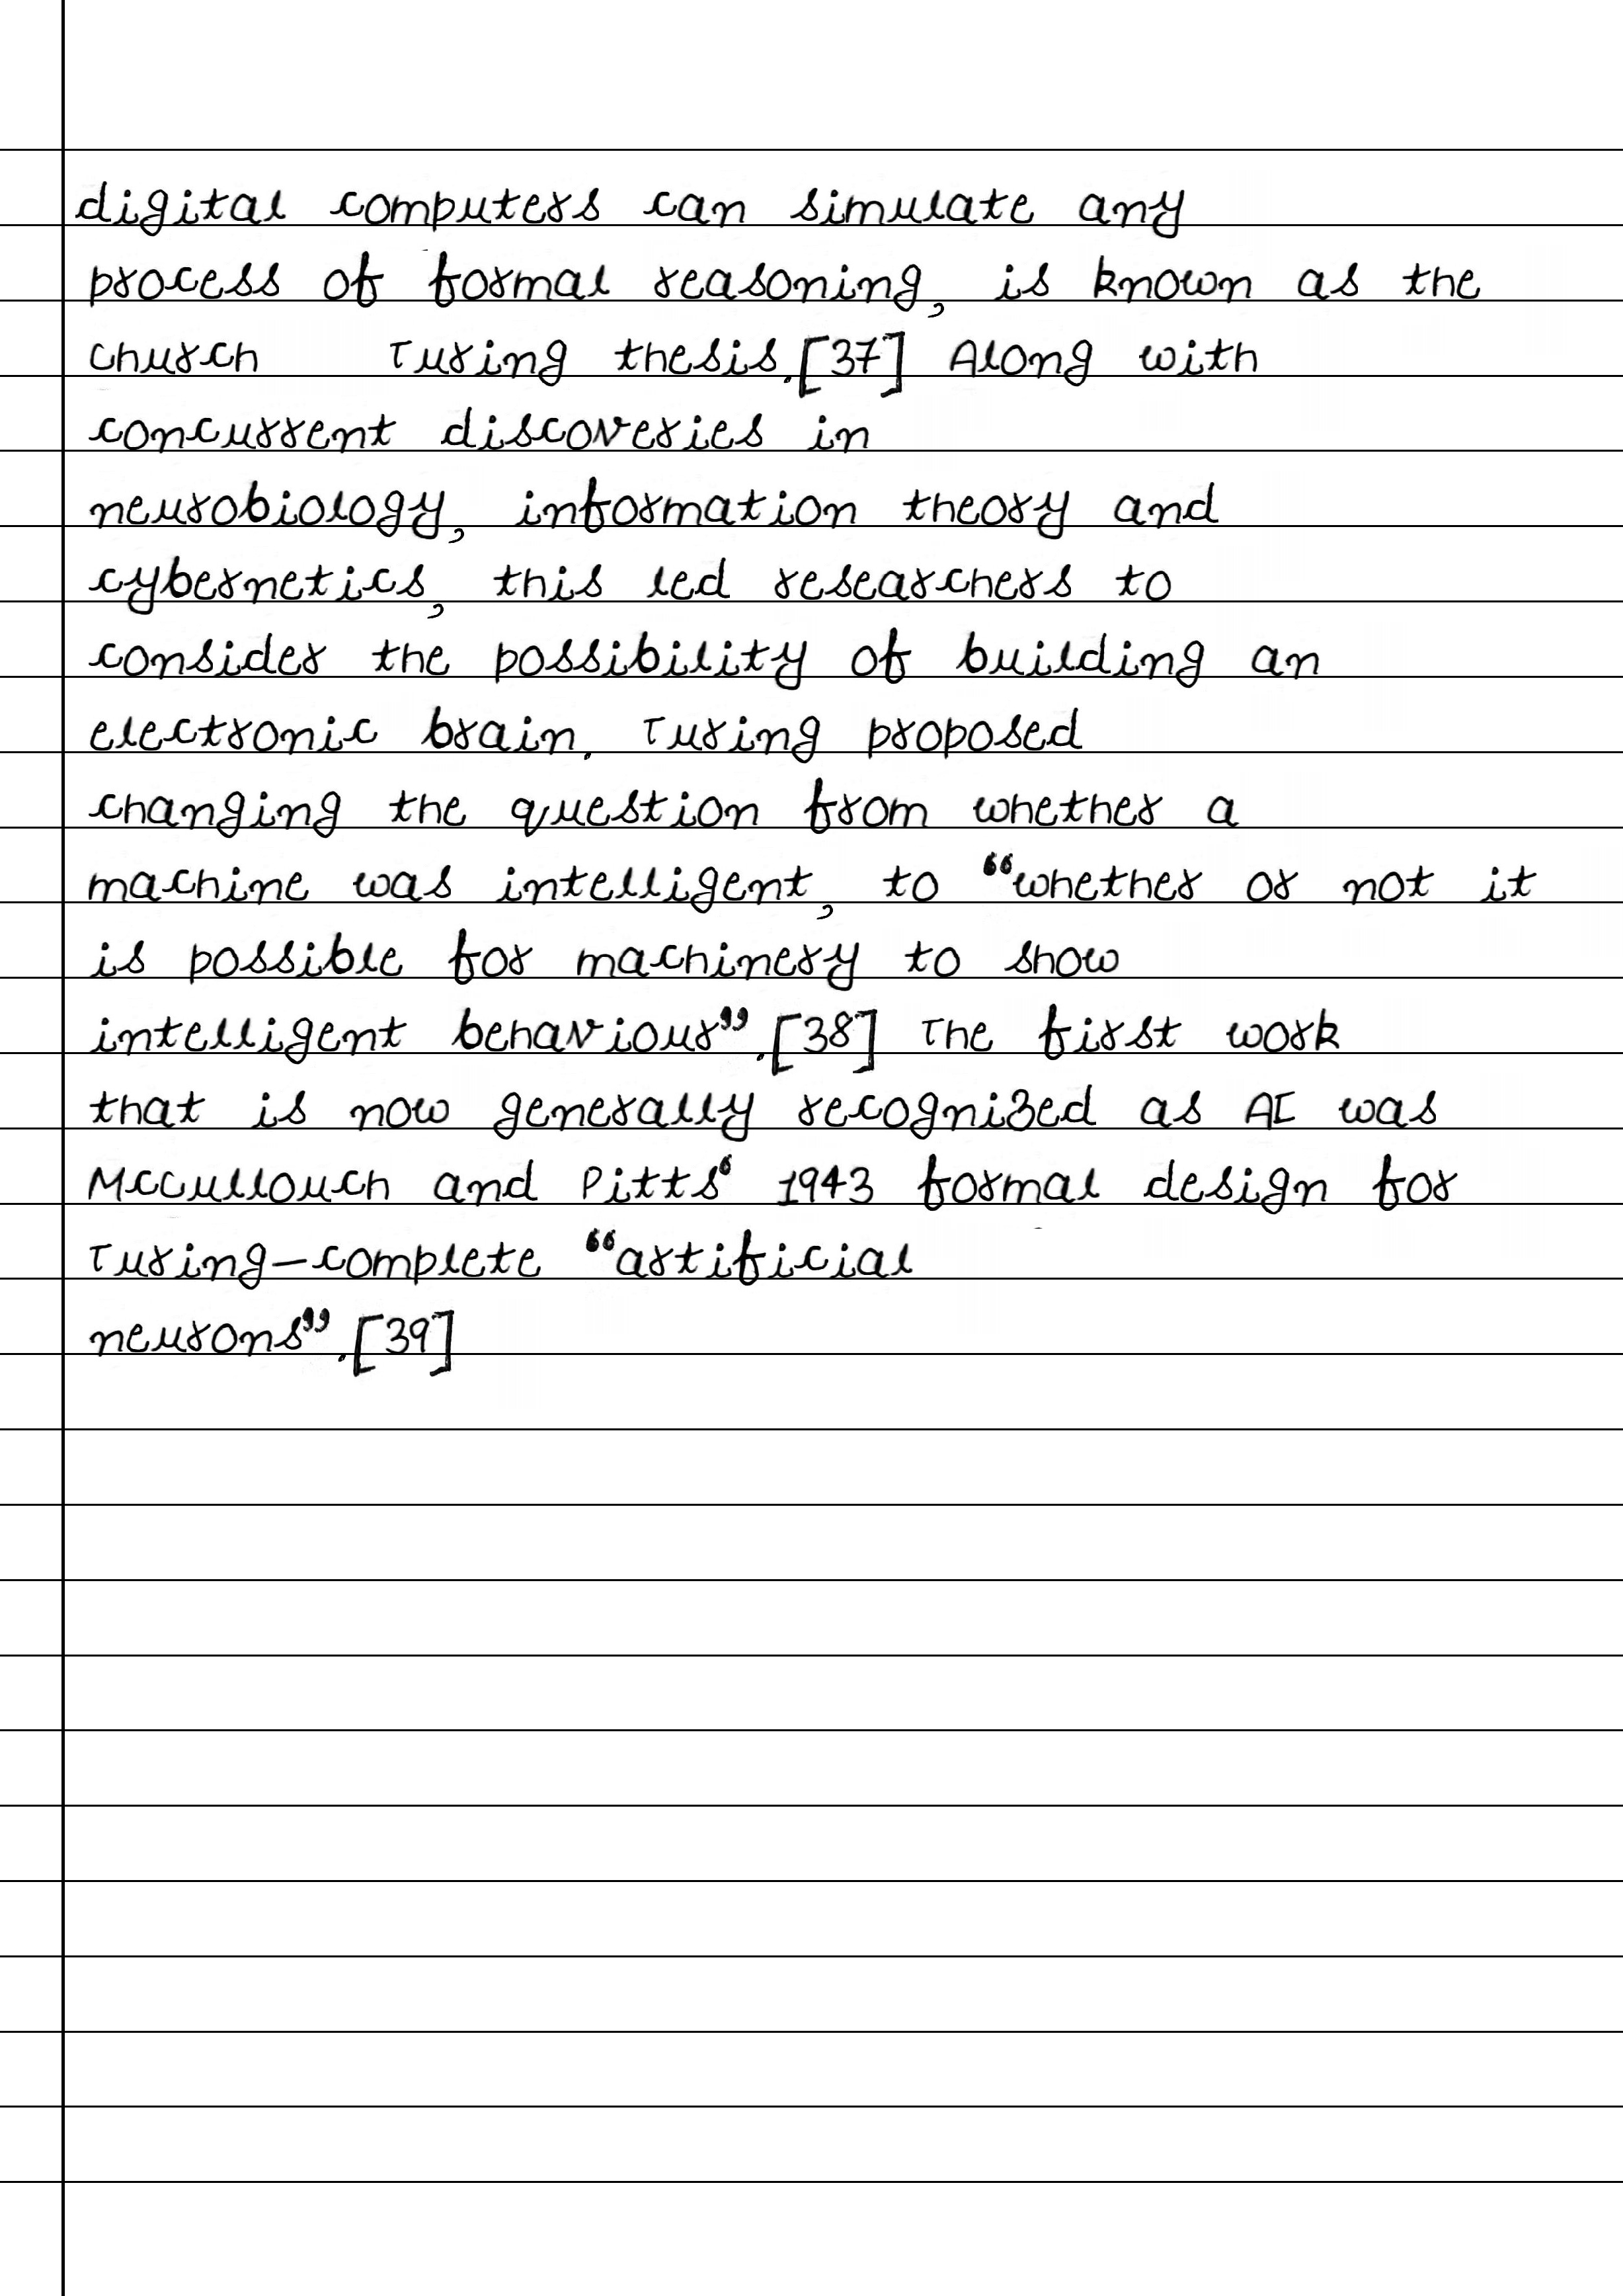 digital computers can simulate any
process of formal reasoning, is known as the
Church Turing thesis.[37] Along with
concurrent discoveries in
neurobiology, information theory and
cybernetics, this led researchers to
consider the possibility of building an
electronic brain. Turing proposed
changing the question from whether a
machine was intelligent, to “whether or not it
is possible for machinery to show
intelligent behaviour”.[38] The first work
that is now generally recognized as AI was
McCullouch and Pitts‘ 1943 formal design for
Turing-complete “artificial
neurons”.[39]